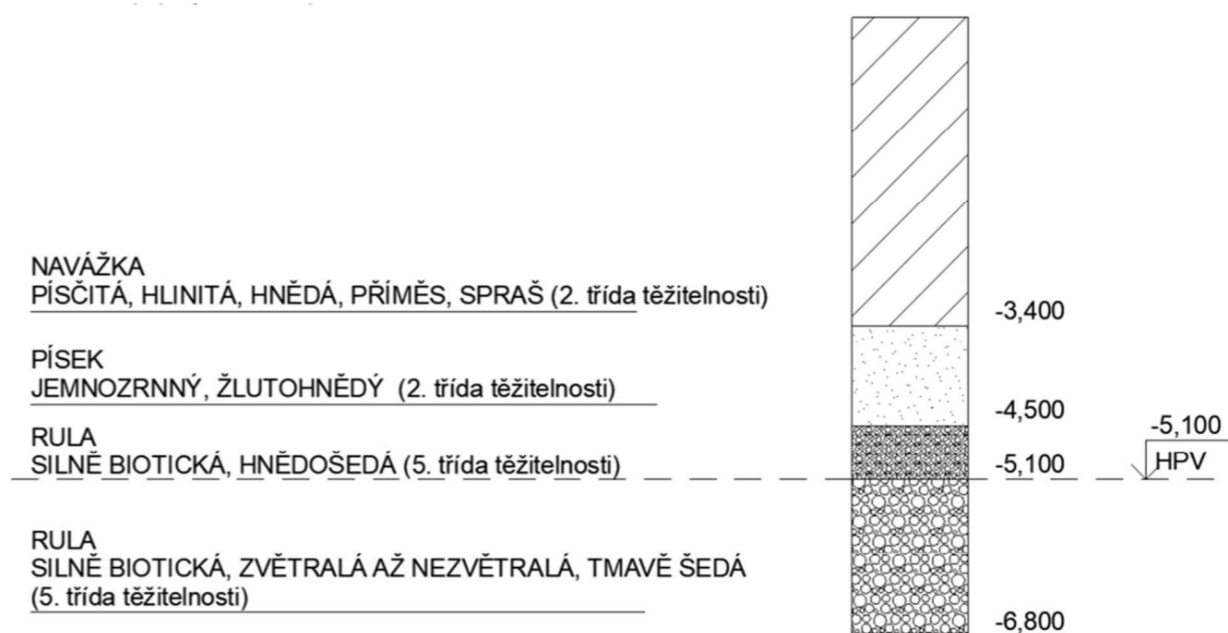 NAVÁŽKA
PÍSČITÁ, HLINITÁ, HNĚDÁ, PŘÍMĚS, SPRAŠ (2. třída těžitelnosti)
-3,400
PÍSEK
JEMNOZRNNÝ, ŽLUTOHNĚDÝ (2. třída těžitelnosti)
-4,500
RULA
SILNĚ BIOTICKÁ, HNĚDOŠEDÁ (5. třída těžitelnosti)
-5,100
-5,100
HPV
RULA
SILNĚ BIOTICKÁ, ZVĚTRALÁ AŽ NEZVĚTRALÁ, TMAVĚ ŠEDÁ
(5. třída těžitelnosti)
-6,800